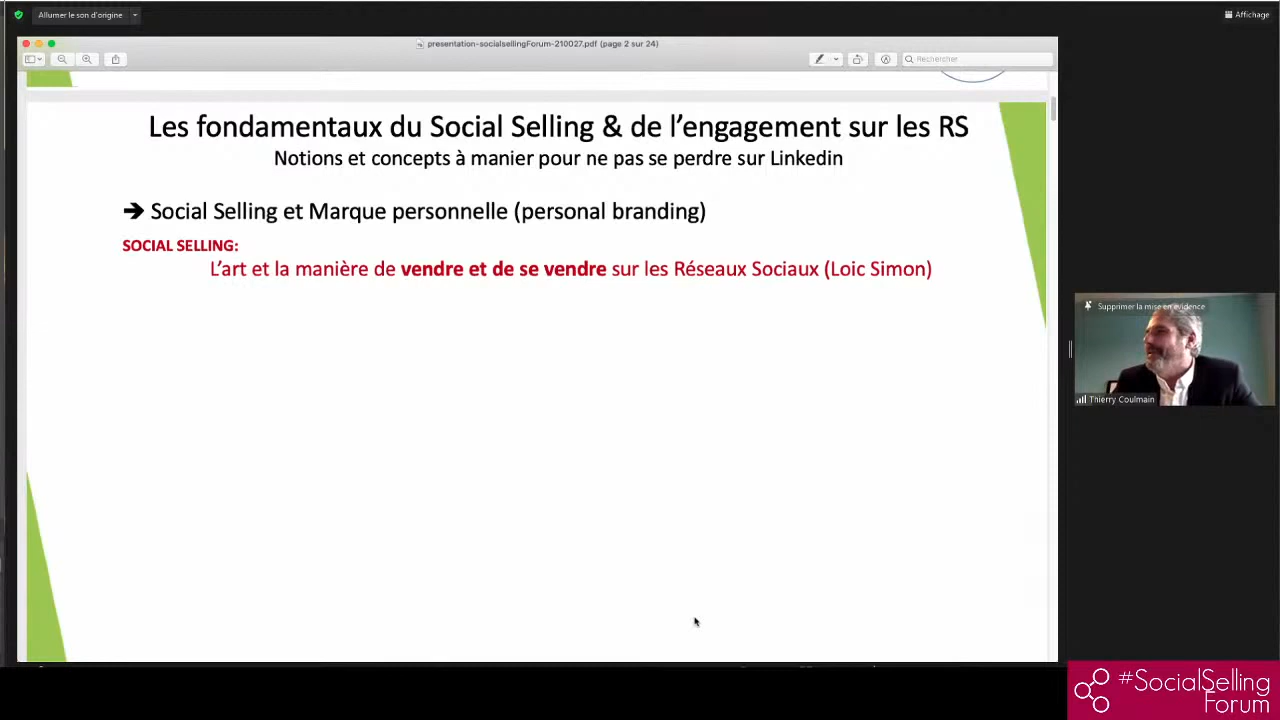 Allumer le son d'origine
Affichage
presentation-socialsellingForum-210027.pdf (page 2 sur 24)
Rechercher
Les fondamentaux du Social Selling & de l'engagement sur les RS
Notions et concepts à manier pour ne pas se perdre sur Linkedin
➔ Social Selling et Marque personnelle (personal branding)
SOCIAL SELLING:
L'art et la manière de vendre et de se vendre sur les Réseaux Sociaux (Loic Simon)
Supprimer la mise en évidence
Thierry Coulmain
#SocialSelling
Forum